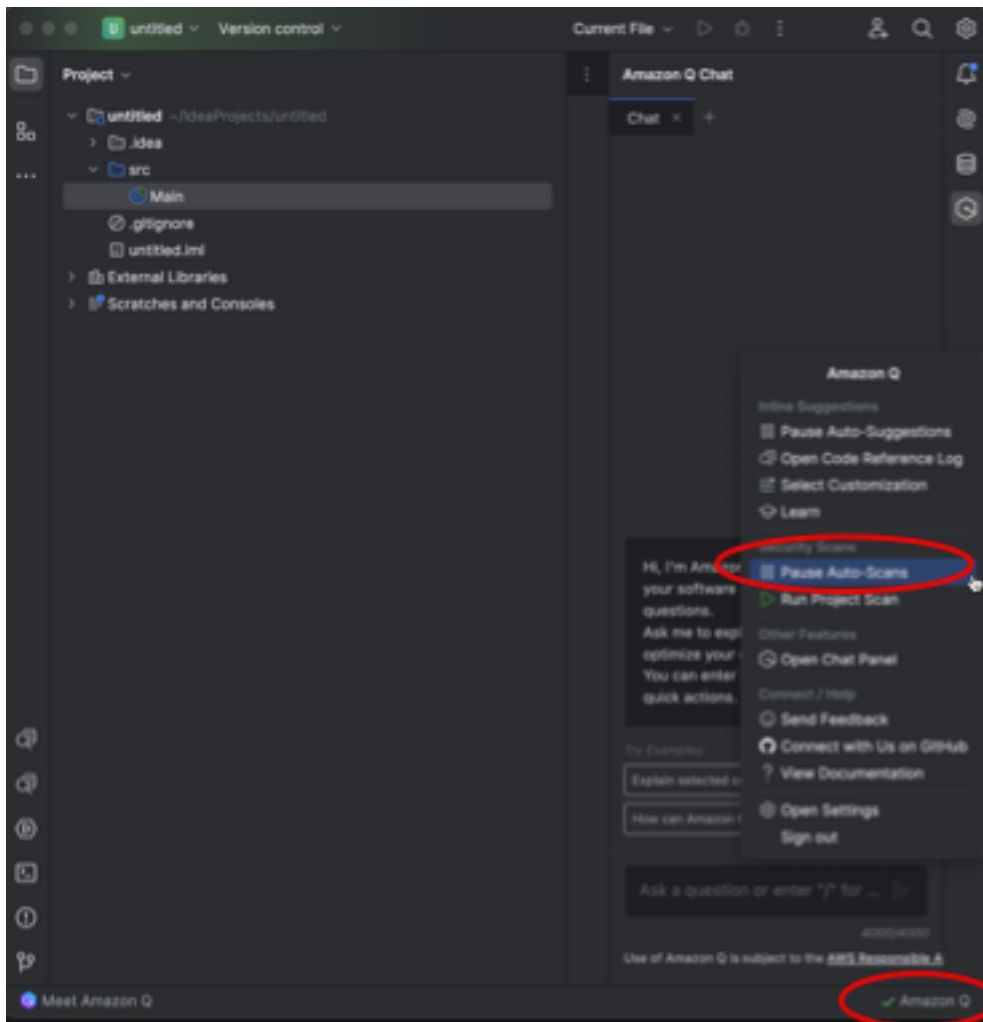 U untitled Version control Current File
Project
Amazon Q Chat
untitled ~/IdeaProjects/untitled
Chat × +
.idea
src
Main
.gitignore
untitled.iml
External Libraries
Scratches and Consoles
Amazon Q
Inline Suggestions
Pause Auto-Suggestions
Open Code Reference Log
Select Customization
Learn
Security Scans
Pause Auto-Scans
Run Project Scan
Other Features
Open Chat Panel
Connect / Help
Send Feedback
Connect with Us on GitHub
? View Documentation
Open Settings
Sign out
Hi, I'm Amazon
your software
questions.
Ask me to expl
optimize your
You can enter
quick actions.
Try Examples
Explain selected
How can Amazon
Ask a question or enter "/" for ...
4000/4000
Use of Amazon Q is subject to the AWS Responsible A
Meet Amazon Q
Amazon Q